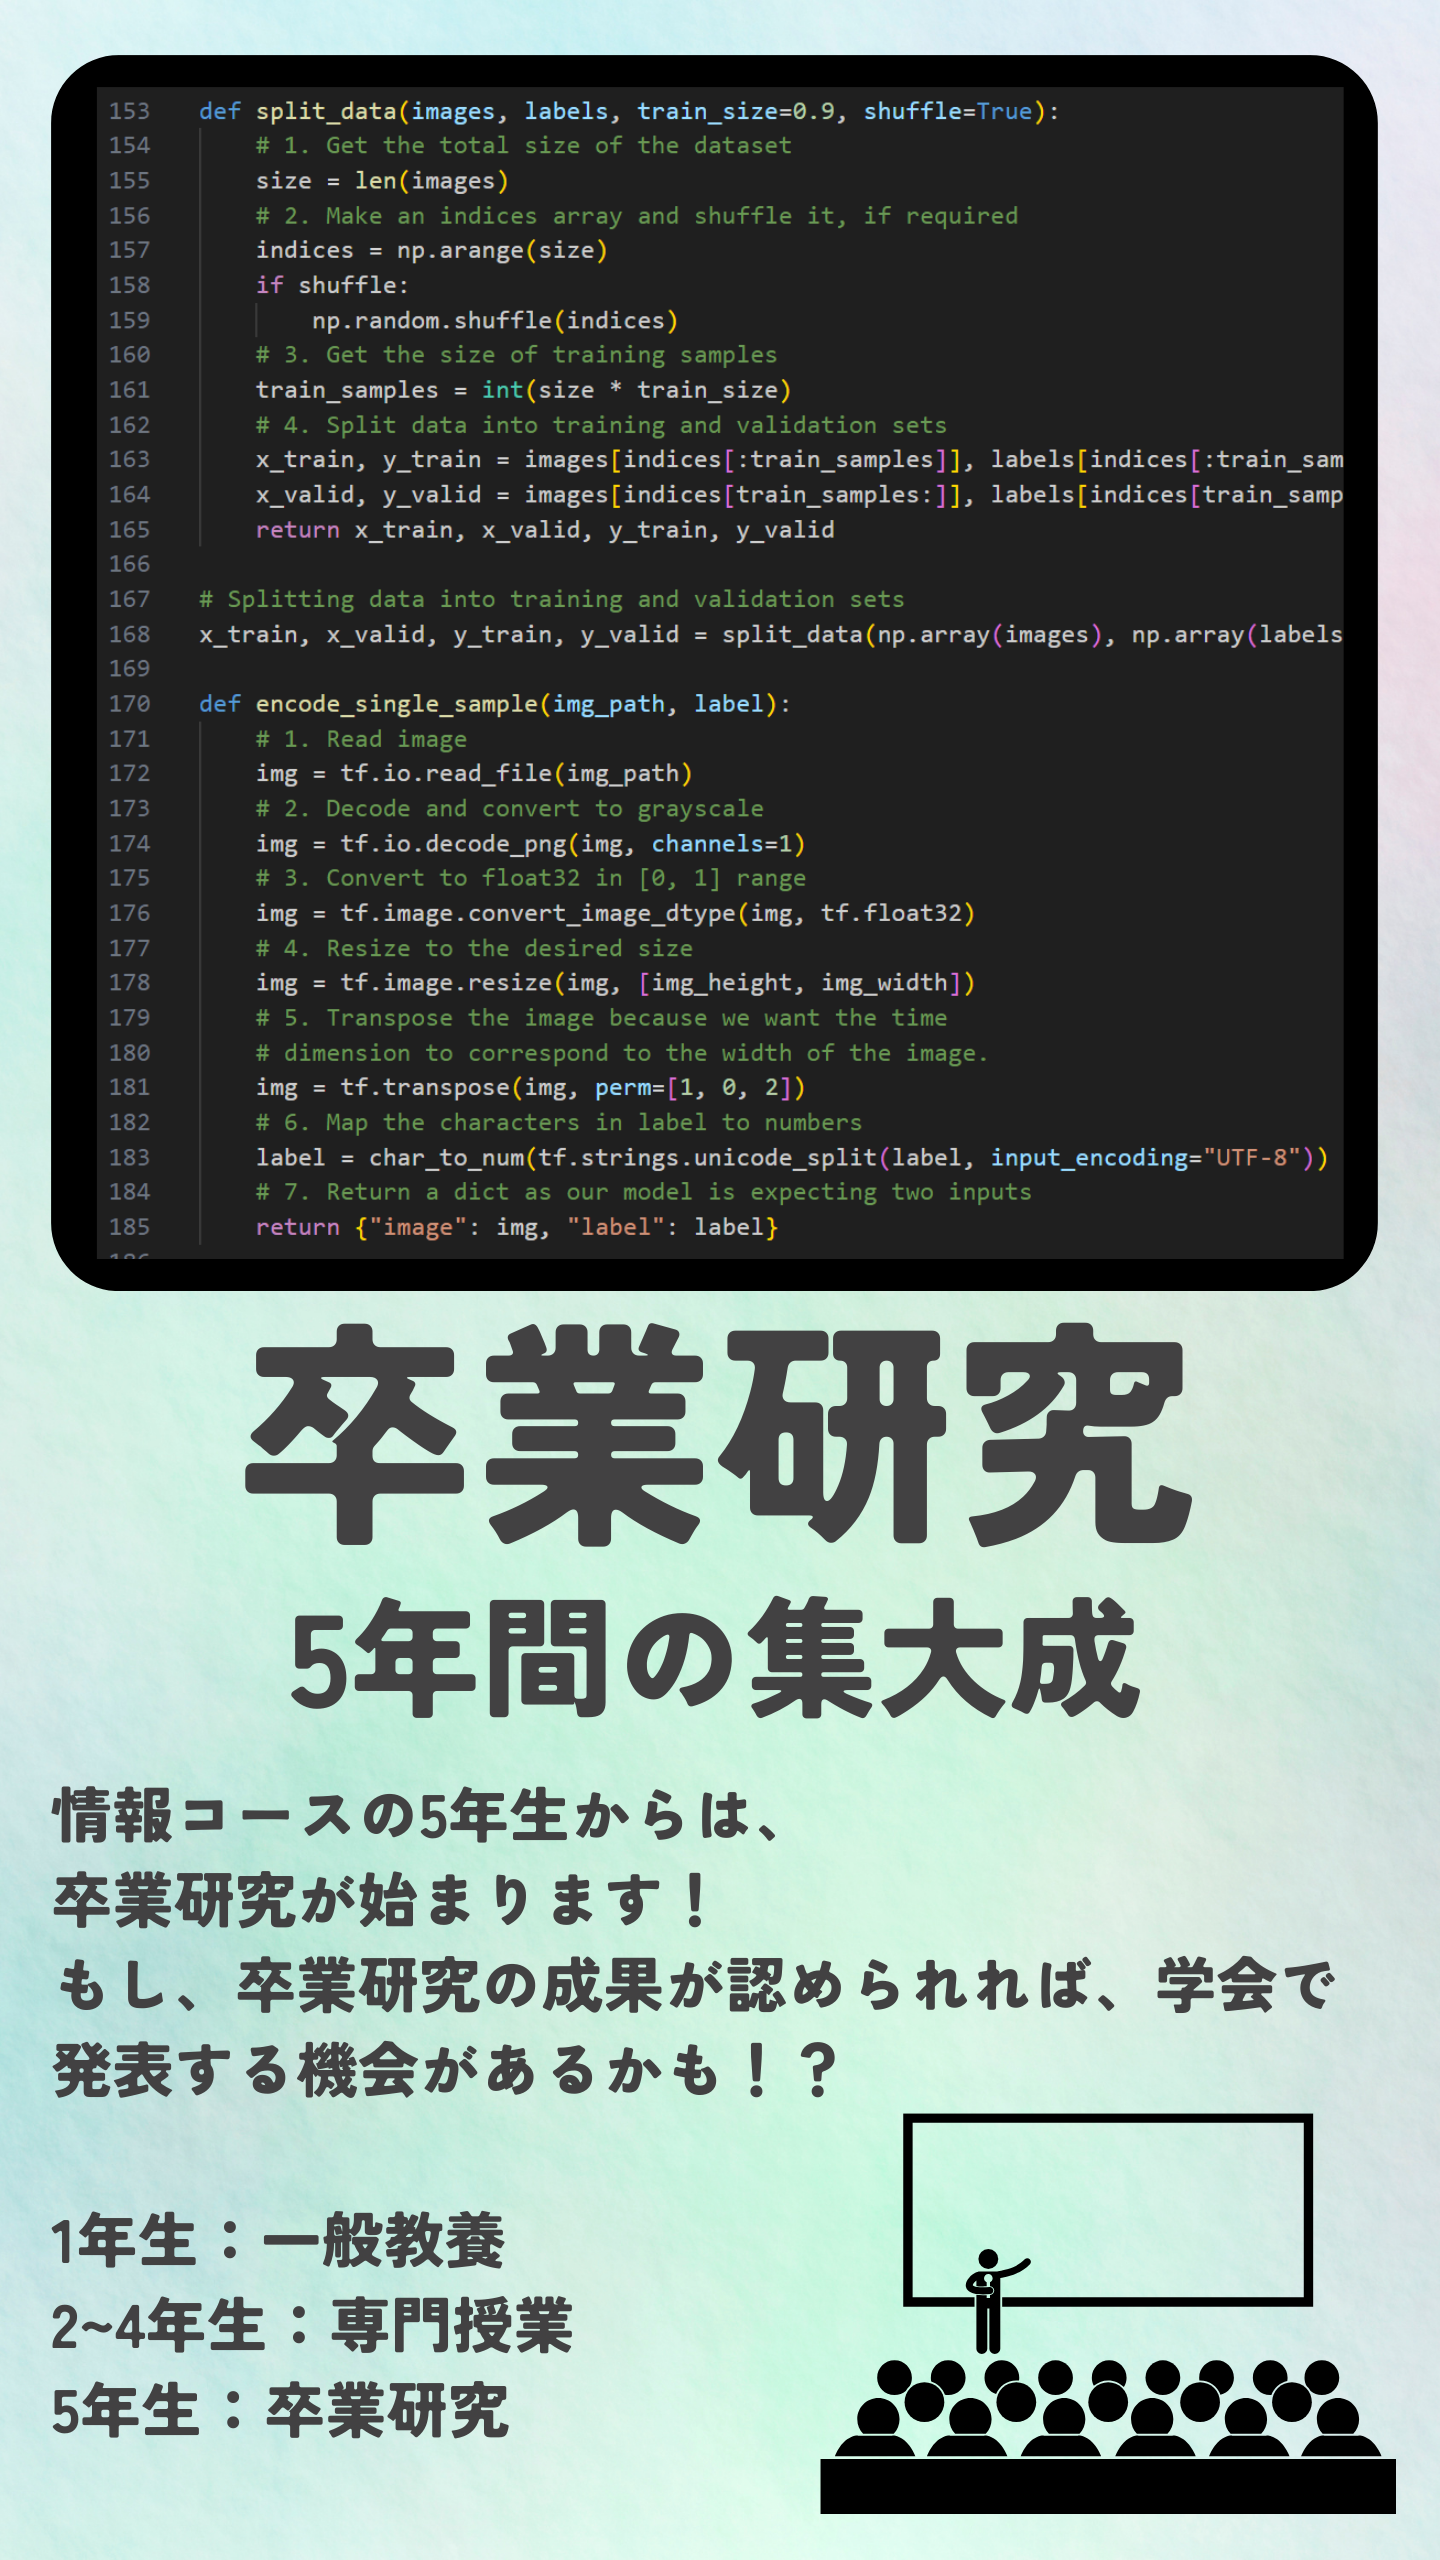 153 def split_data(images, labels, train_size=0.9, shuffle=True):
154 # 1. Get the total size of the dataset
155 size = len(images)
156 # 2. Make an indices array and shuffle it, if required
157 indices = np.arange(size)
158 if shuffle:
159 np.random.shuffle(indices)
160 # 3. Get the size of training samples
161 train_samples = int(size * train_size)
162 # 4. Split data into training and validation sets
163 x_train, y_train = images[indices[:train_samples]], labels[indices[:train_sam
164 x_valid, y_valid = images[indices[train_samples:]], labels[indices[train_samp
165 return x_train, x_valid, y_train, y_valid
166
167 # Splitting data into training and validation sets
168 x_train, x_valid, y_train, y_valid = split_data(np.array(images), np.array(labels
169
170 def encode_single_sample(img_path, label):
171 # 1. Read image
172 img = tf.io.read_file(img_path)
173 # 2. Decode and convert to grayscale
174 img = tf.io.decode_png(img, channels=1)
175 # 3. Convert to float32 in [0, 1] range
176 img = tf.image.convert_image_dtype(img, tf.float32)
177 # 4. Resize to the desired size
178 img = tf.image.resize(img, [img_height, img_width])
179 # 5. Transpose the image because we want the time
180 # dimension to correspond to the width of the image.
181 img = tf.transpose(img, perm=[1, 0, 2])
182 # 6. Map the characters in label to numbers
183 label = char_to_num(tf.strings.unicode_split(label, input_encoding="UTF-8"))
184 # 7. Return a dict as our model is expecting two inputs
185 return {"image": img, "label": label}
卒業研究
5年間の集大成
情報コースの5年生からは、
卒業研究が始まります！
もし、卒業研究の成果が認められれば、学会で
発表する機会があるかも！？
1年生：一般教養
2~4年生：専門授業
5年生：卒業研究